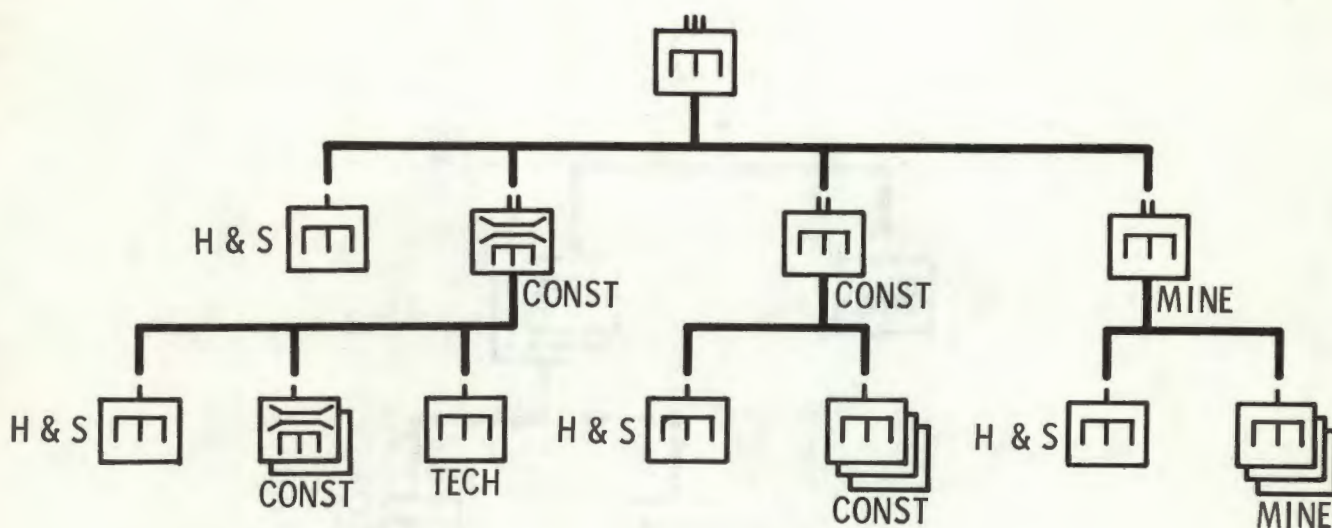 H & S
CONST
CONST
MINE
H & S
CONST
TECH
H & S
CONST
H & S
MINE